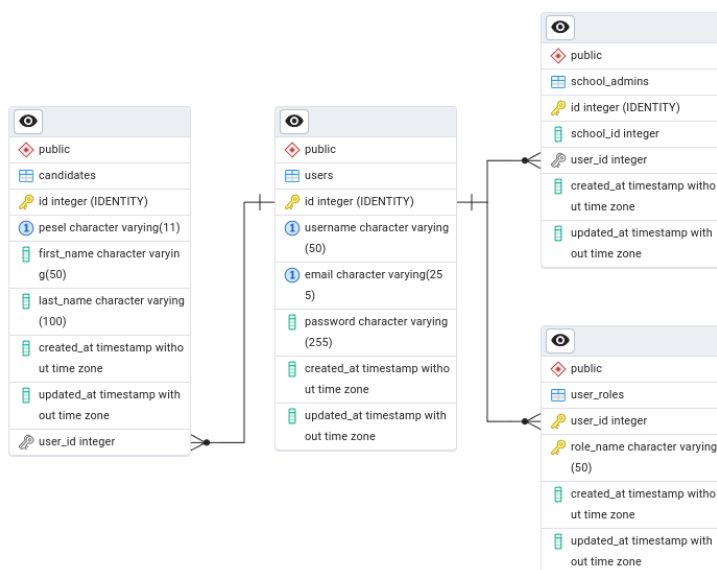 public
candidates
id integer (IDENTITY)
1 pesel character varying(11)
first_name character varyin
g(50)
last_name character varying
(100)
created_at timestamp witho
ut time zone
updated_at timestamp with
out time zone
user_id integer
public
users
id integer (IDENTITY)
1 username character varying
(50)
1 email character varying(25
5)
password character varying
(255)
created_at timestamp witho
ut time zone
updated_at timestamp with
out time zone
public
school_admins
id integer (IDENTITY)
school_id integer
user_id integer
created_at timestamp witho
ut time zone
updated_at timestamp with
out time zone
public
user_roles
user_id integer
role_name character varying
(50)
created_at timestamp witho
ut time zone
updated_at timestamp with
out time zone